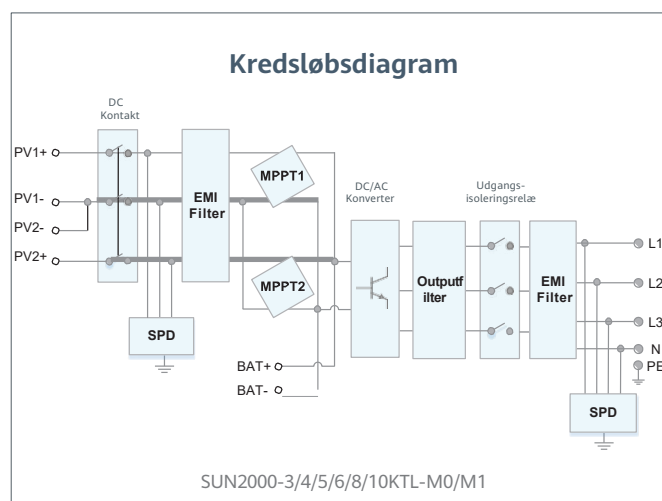 Kredsløbsdiagram
DC
Kontakt
PV1+
PV1-
PV2-
PV2+
EMI
Filter
MPPT1
MPPT2
SPD
BAT+
BAT-
DC/AC
Konverter
Outputf
ilter
Udgangs-
isoleringsrelæ
EMI
Filter
L1
L2
L3
N
PE
SPD
SUN2000-3/4/5/6/8/10KTL-M0/M1